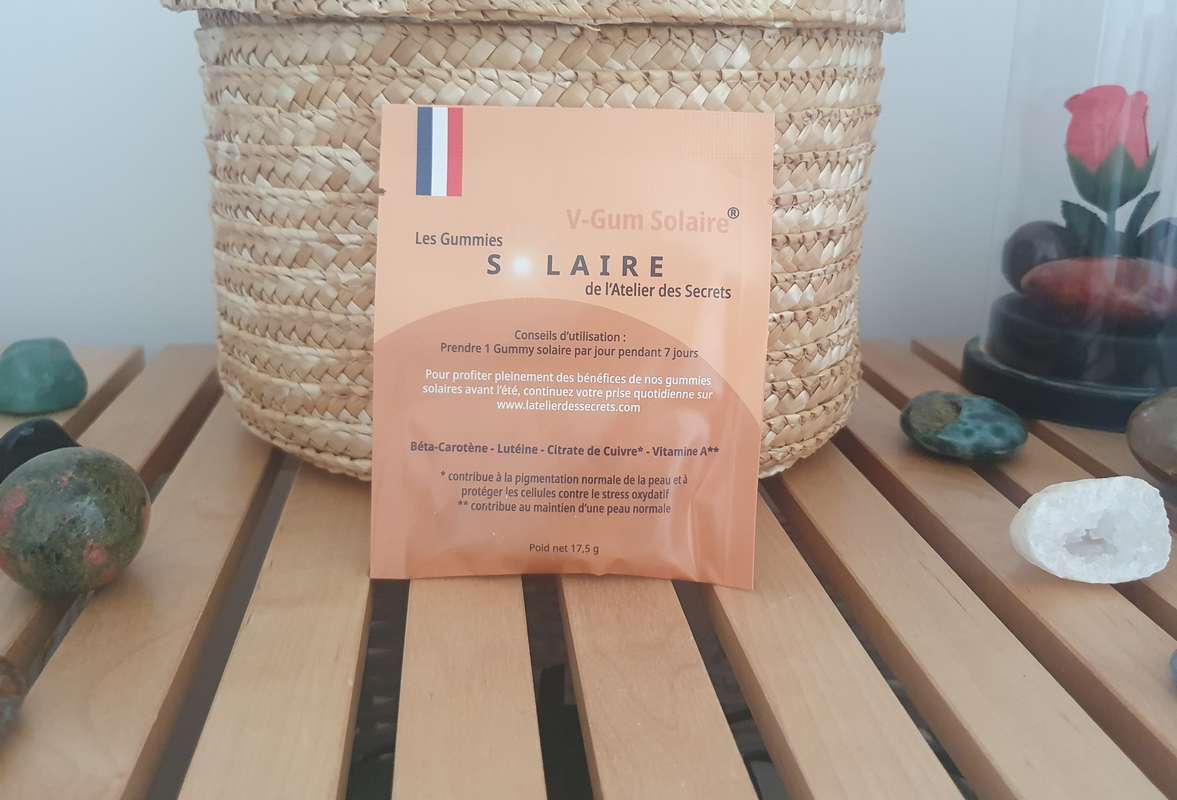 V-Gum Solaire®
Les Gummies
SOLAIRE
de l'Atelier des Secrets
Conseils d'utilisation :
Prendre 1 Gummy solaire par jour pendant 7 jours
Pour profiter pleinement des bénéfices de nos gummies
solaires avant l'été, continuez votre prise quotidienne sur
www.latelierdessecrets.com
Béta-Carotène - Lutéine - Citrate de Cuivre* - Vitamine A**
* contribue à la pigmentation normale de la peau et à
protéger les cellules contre le stress oxydatif
** contribue au maintien d'une peau normale
Poid net 17,5 g